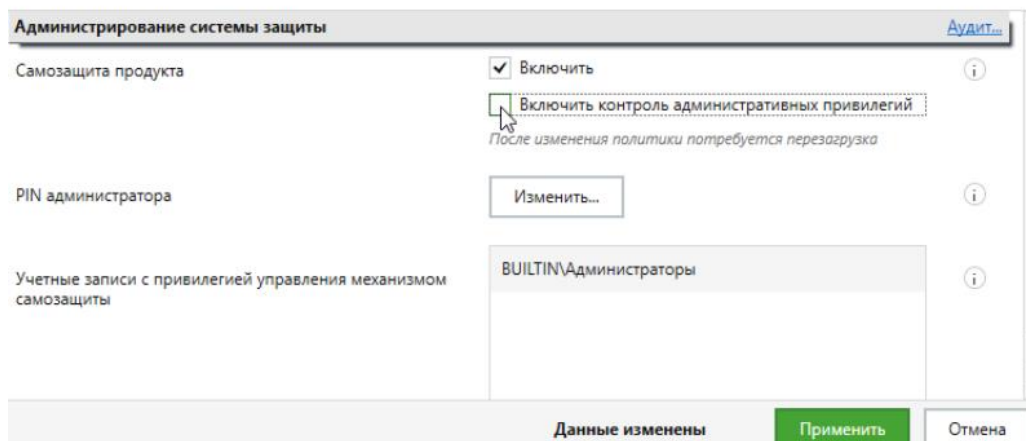 Администрирование системы защиты Аудит...
Самозащита продукта Включить
Включить контроль административных привилегий
После изменения политики потребуется перезагрузка
PIN администратора Изменить...
BUILTIN\Администраторы
Учетные записи с привилегией управления механизмом
самозащиты
Данные изменены Применить Отмена